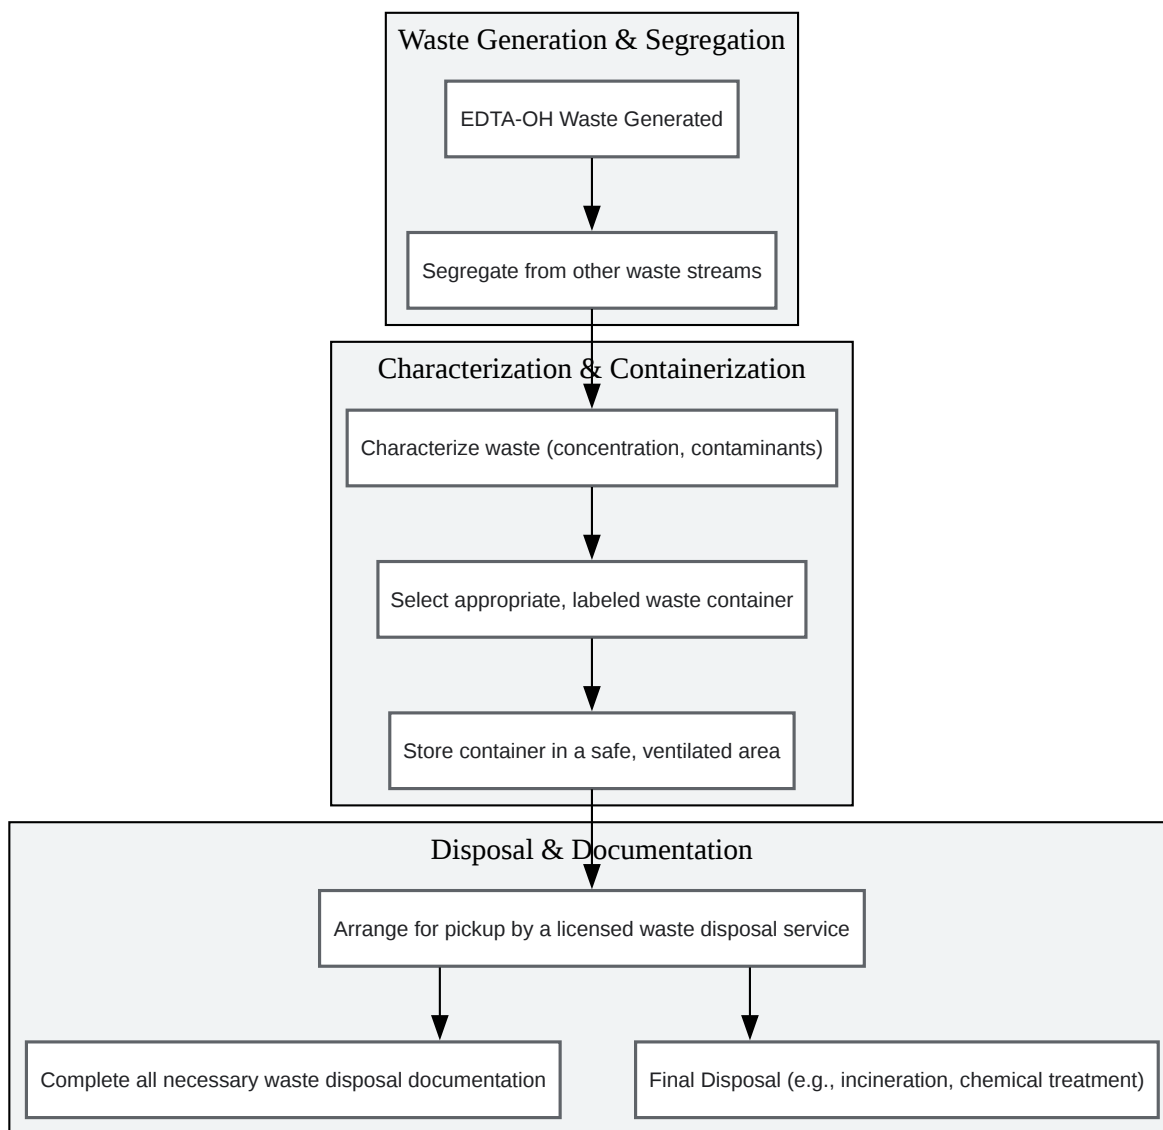 Waste Generation & Segregation
EDTA-OH Waste Generated
Segregate from other waste streams
Characterization & Containerization
Characterize waste (concentration, contaminants)
Select appropriate, labeled waste container
Store container in a safe, ventilated area
Disposal & Documentation
Arrange for pickup by a licensed waste disposal service
Complete all necessary waste disposal documentation
Final Disposal (e.g., incineration, chemical treatment)